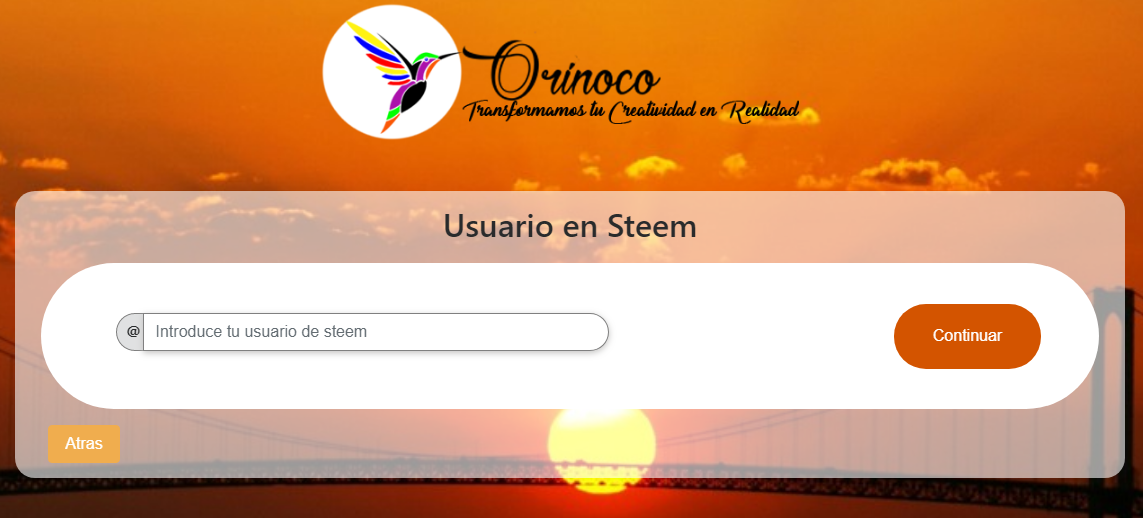 Orinoco
Transformamos tu Creatividad en Realidad
Usuario en Steem
@ Introduce tu usuario de steem
Continuar
Atras